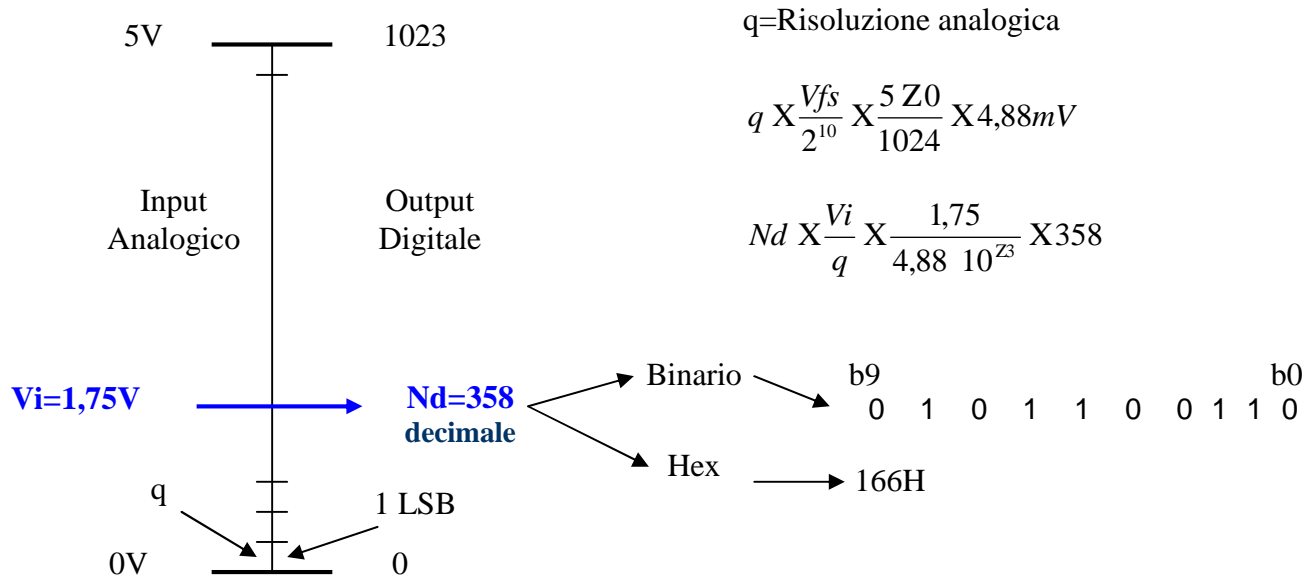 5V 1023
q=Risoluzione analogica
q X Vfs/2^10 X 5 Z0/1024 X 4,88mV
Input Analogico
Output Digitale
Nd X Vi/q X 1,75/4,88 10^Z3 X 358
Vi=1,75V
Nd=358
decimale
Binario
b9 b0
0 1 0 1 1 0 0 1 1 0
Hex
166H
q
1 LSB
0V 0